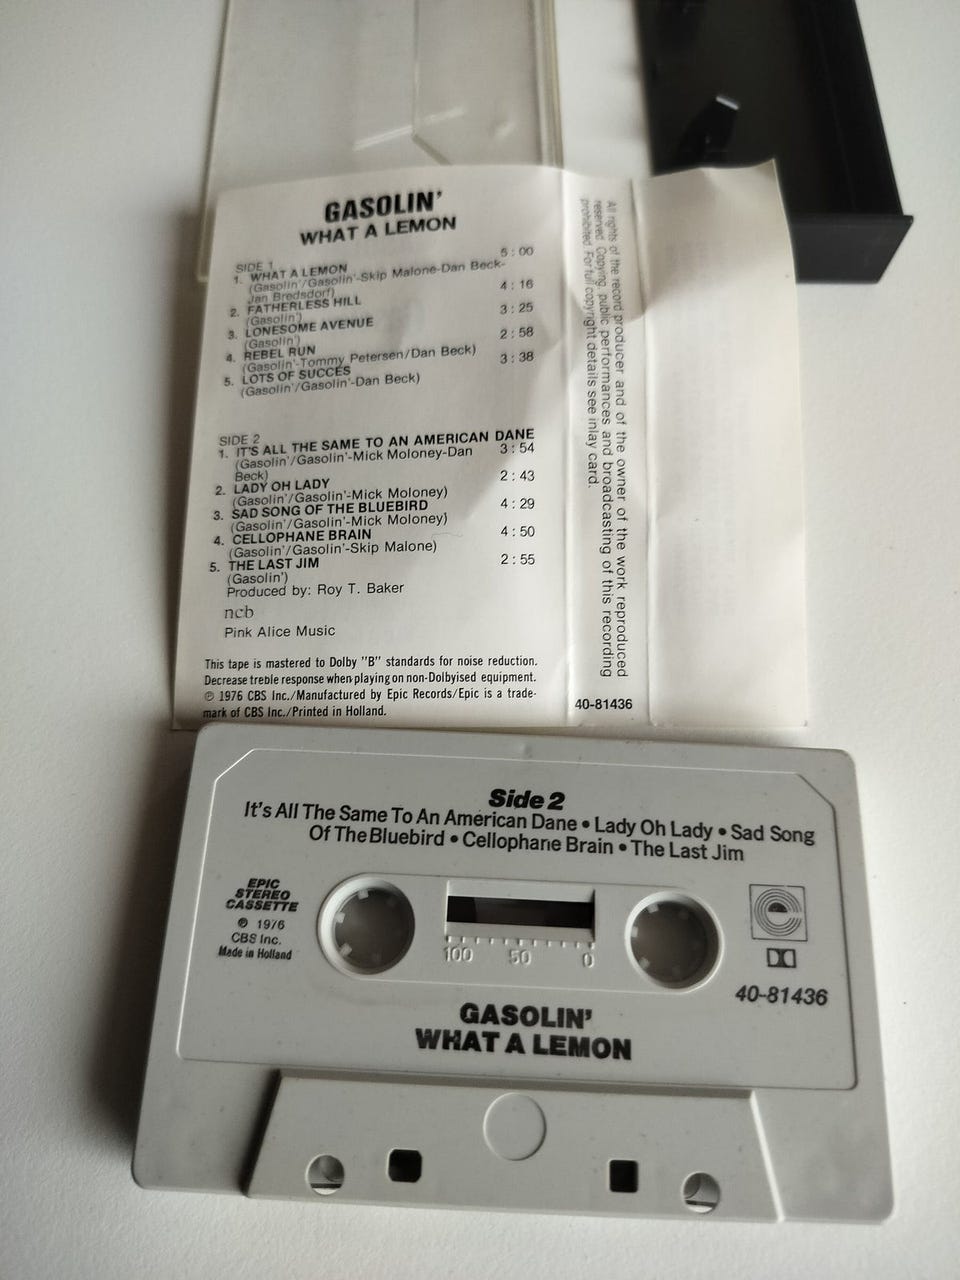 GASOLIN'
WHAT A LEMON
SIDE 1
1. WHAT A LEMON 5:00
(Gasolin'/Gasolin'-Skip Malone-Dan Beck-
Jan Bredsdorf)
2. FATHERLESS HILL 4:16
(Gasolin')
3. LONESOME AVENUE 3:25
(Gasolin')
4. REBEL RUN 2:58
(Gasolin'-Tommy Petersen/Dan Beck)
5. LOTS OF SUCCES 3:38
(Gasolin'/Gasolin'-Dan Beck)
SIDE 2
1. IT'S ALL THE SAME TO AN AMERICAN DANE
(Gasolin'/Gasolin'-Mick Moloney-Dan 3:54
Beck)
2. LADY OH LADY 2:43
(Gasolin'/Gasolin'-Mick Moloney)
3. SAD SONG OF THE BLUEBIRD 4:29
(Gasolin'/Gasolin'-Mick Moloney)
4. CELLOPHANE BRAIN 4:50
(Gasolin'/Gasolin'-Skip Malone)
5. THE LAST JIM 2:55
(Gasolin')
Produced by: Roy T. Baker
ncb
Pink Alice Music
This tape is mastered to Dolby "B" standards for noise reduction.
Decrease treble response when playing on non-Dolbyised equipment.
℗ 1976 CBS Inc./Manufactured by Epic Records/Epic is a trade-
mark of CBS Inc./Printed in Holland.
All rights of the record producer and of the owner of the work reproduced
reserved. Copying, public performances and broadcasting of this recording
prohibited. For full copyright details see inlay card.
40-81436
Side 2
It's All The Same To An American Dane • Lady Oh Lady • Sad Song
Of The Bluebird • Cellophane Brain • The Last Jim
EPIC
STEREO
CASSETTE
℗ 1976
CBS Inc.
Made in Holland
100 50 0
e
40-81436
GASOLIN'
WHAT A LEMON